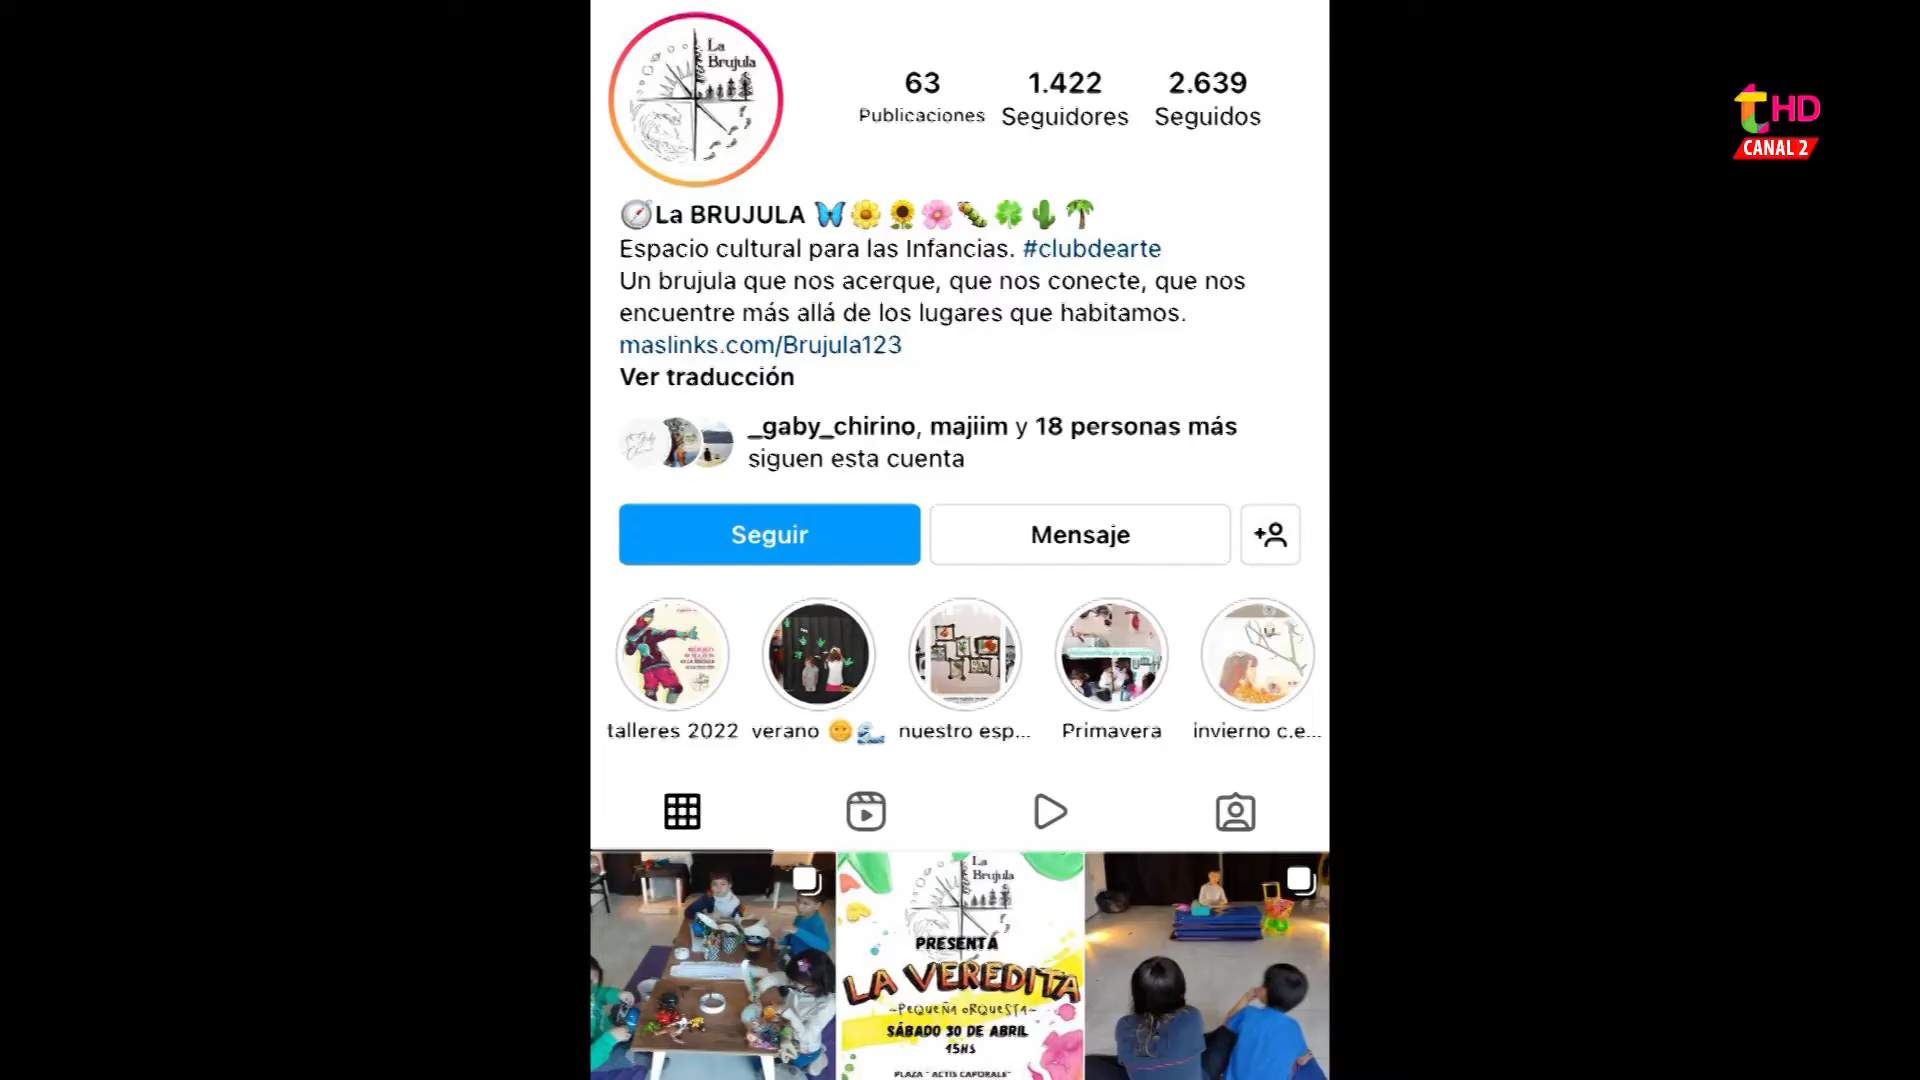 La
Brujula
63
Publicaciones
1.422
Seguidores
2.639
Seguidos
tHD
CANAL 2
La BRUJULA
Espacio cultural para las Infancias. #clubdearte
Un brujula que nos acerque, que nos conecte, que nos
encuentre más allá de los lugares que habitamos.
maslinks.com/Brujula123
Ver traducción
_gaby_chirino, majiim y 18 personas más
siguen esta cuenta
Seguir
Mensaje
talleres 2022
verano
nuestro esp...
Primavera
invierno c.e...
La
Brujula
PRESENTA
LA VEREDITA
-PEQUEÑA ORQUESTA-
SÁBADO 30 DE ABRIL
15HS
PLAZA "ACTIS CAPORALE"